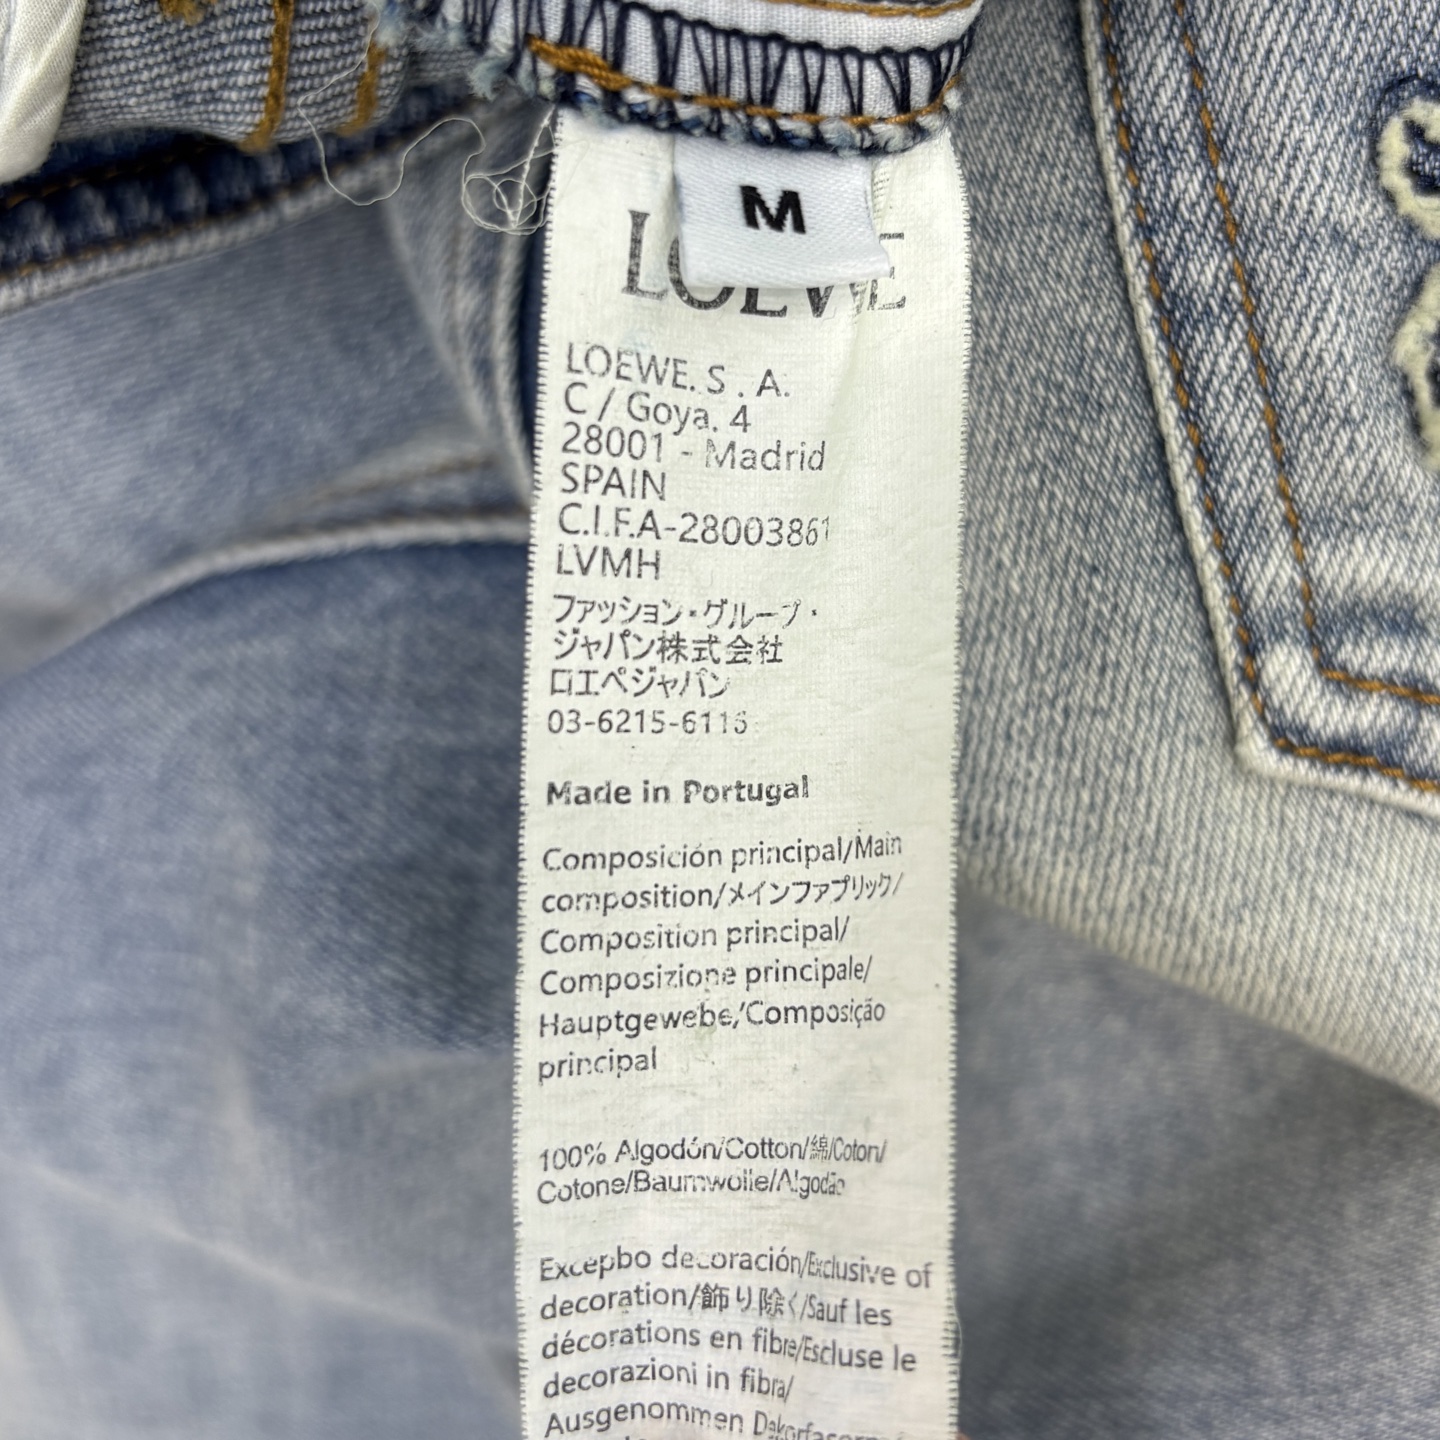 M
LOEWE
LOEWE. S . A.
C / Goya. 4
28001 - Madrid
SPAIN
C.I.F.A-28003861
LVMH
ファッション・グループ・
ジャパン株式会社
ロエベジャパン
03-6215-6116
Made in Portugal
Composición principal/Main
composition/メインファブリック/
Composition principal/
Composizione principale/
Hauptgewebe/Composição
principal
100% Algodón/Cotton/綿/Coton/
Cotone/Baumwolle/Algodão
Excepbo decoración/Exclusive of
decoration/飾り除く/Sauf les
décorations en fibre/Escluse le
decorazioni in fibra/
Ausgenommen